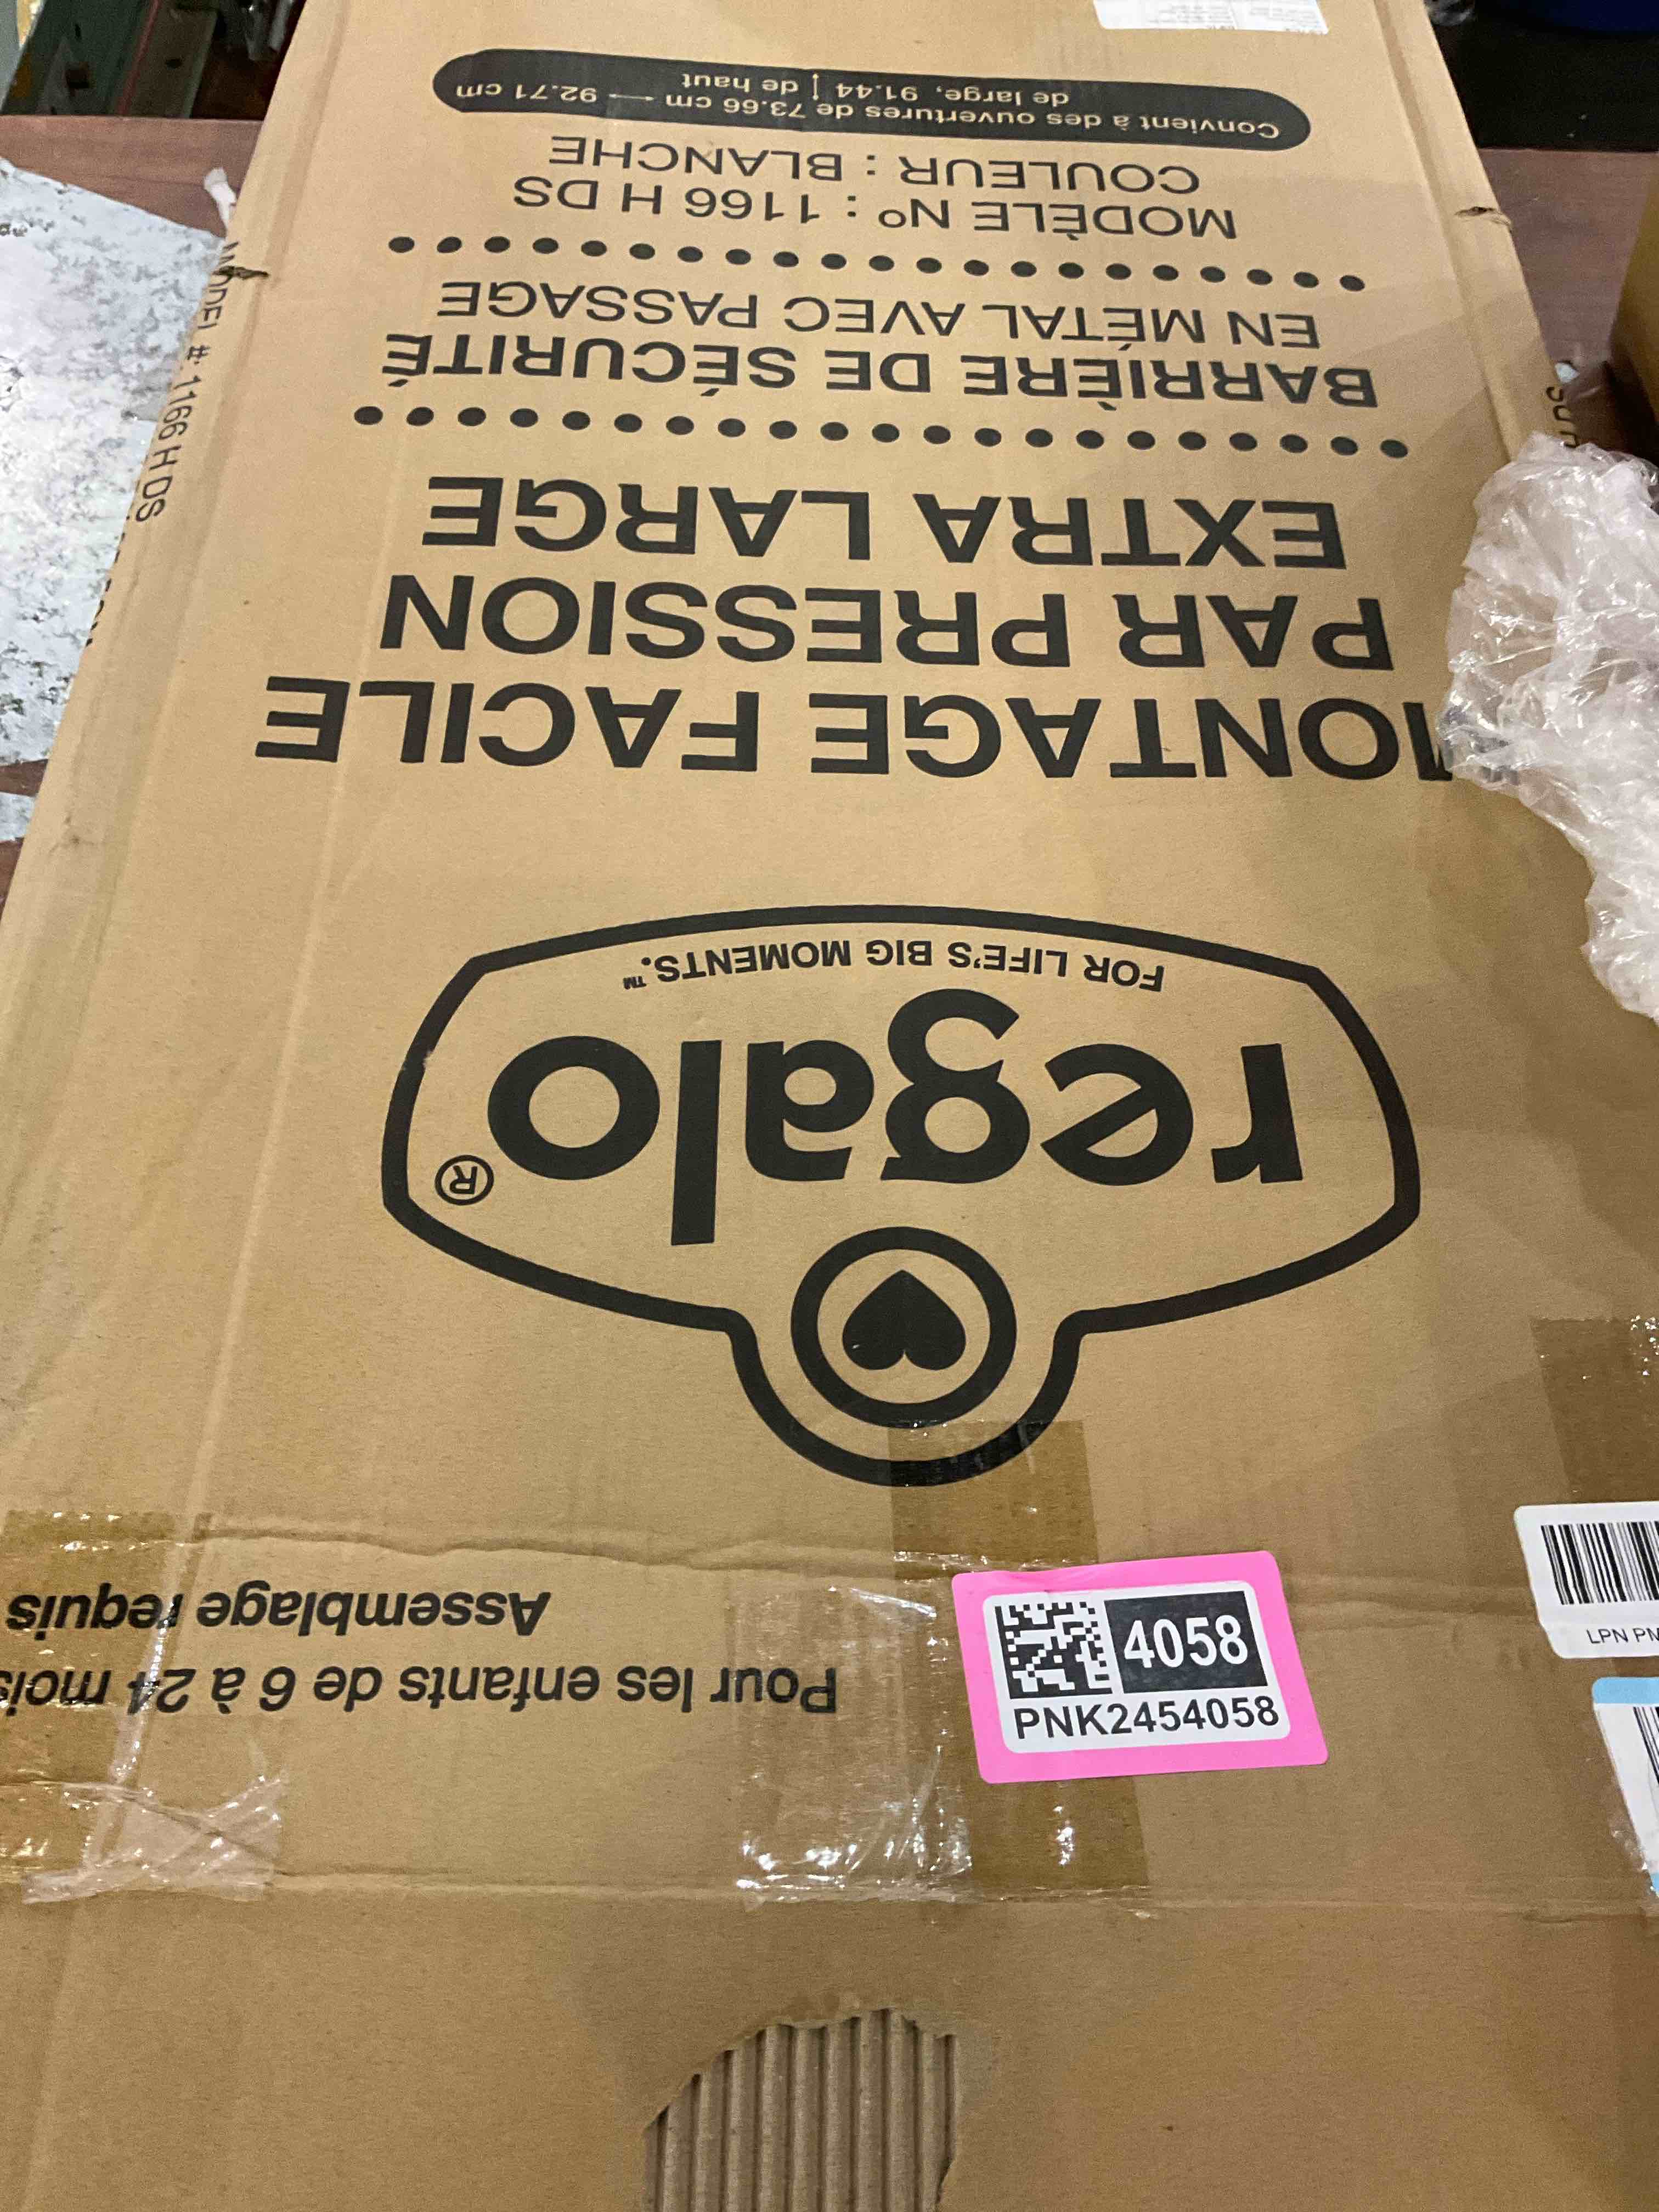 Pour les enfants de 6 à 24 mois
Assemblage requis
regalo®
FOR LIFE'S BIG MOMENTS.™
MONTAGE FACILE
PAR PRESSION
EXTRA LARGE
BARRIÈRE DE SÉCURITÉ
EN MÉTAL AVEC PASSAGE
MODÈLE Nº : 1166 H DS
COULEUR : BLANCHE
Convient à des ouvertures de 73.66 cm — 92.71 cm
de large, 91.44 de haut
MODEL # 1166 H DS
4058
PNK2454058
LPN PM